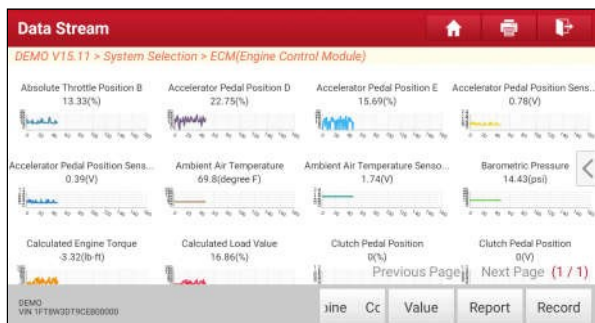 Data Stream
DEMO V15.11 > System Selection > ECM(Engine Control Module)
Absolute Throttle Position B
13.33(%)
Accelerator Pedal Position D
22.75(%)
Accelerator Pedal Position E
15.69(%)
Accelerator Pedal Position Sens...
0.78(V)
Accelerator Pedal Position Sens...
0.39(V)
Ambient Air Temperature
69.8(degree F)
Ambient Air Temperature Senso...
1.74(V)
Barometric Pressure
14.43(psi)
Calculated Engine Torque
-3.32(lb-ft)
Calculated Load Value
16.86(%)
Clutch Pedal Position
0(%)
Clutch Pedal Position
0(V)
Previous Page
Next Page (1 / 1)
DEMO
VIN 1FT8W3DT9CEB00000
Value
Report
Record